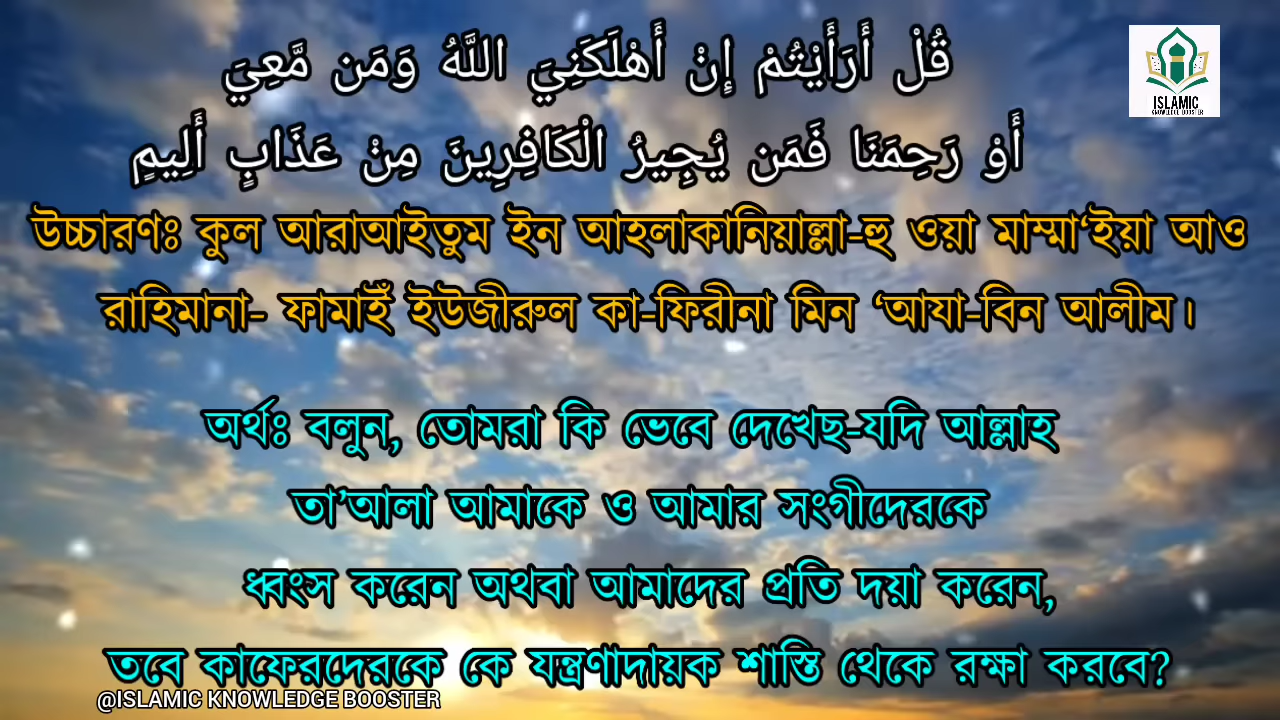 قُلْ أَرَأَيْتُمْ إِنْ أَهْلَكَنِيَ اللَّهُ وَمَن مَّعِيَ
أَوْ رَحِمَنَا فَمَن يُجِيرُ الْكَافِرِينَ مِنْ عَذَابٍ أَلِيمٍ
ISLAMIC
KNOWLEDGE BOOSTER
উচ্চারণঃ কুল আরাআইতুম ইন আহলাকানিয়াল্লা-হু ওয়া মাম্মা‘ইয়া আও
রাহিমানা- ফামাইঁ ইউজীরুল কা-ফিরীনা মিন ‘আযা-বিন আলীম।
অর্থঃ বলুন, তোমরা কি ভেবে দেখেছ-যদি আল্লাহ
তা’আলা আমাকে ও আমার সংগীদেরকে
ধ্বংস করেন অথবা আমাদের প্রতি দয়া করেন,
তবে কাফেরদেরকে কে যন্ত্রণাদায়ক শাস্তি থেকে রক্ষা করবে?
@ISLAMIC KNOWLEDGE BOOSTER